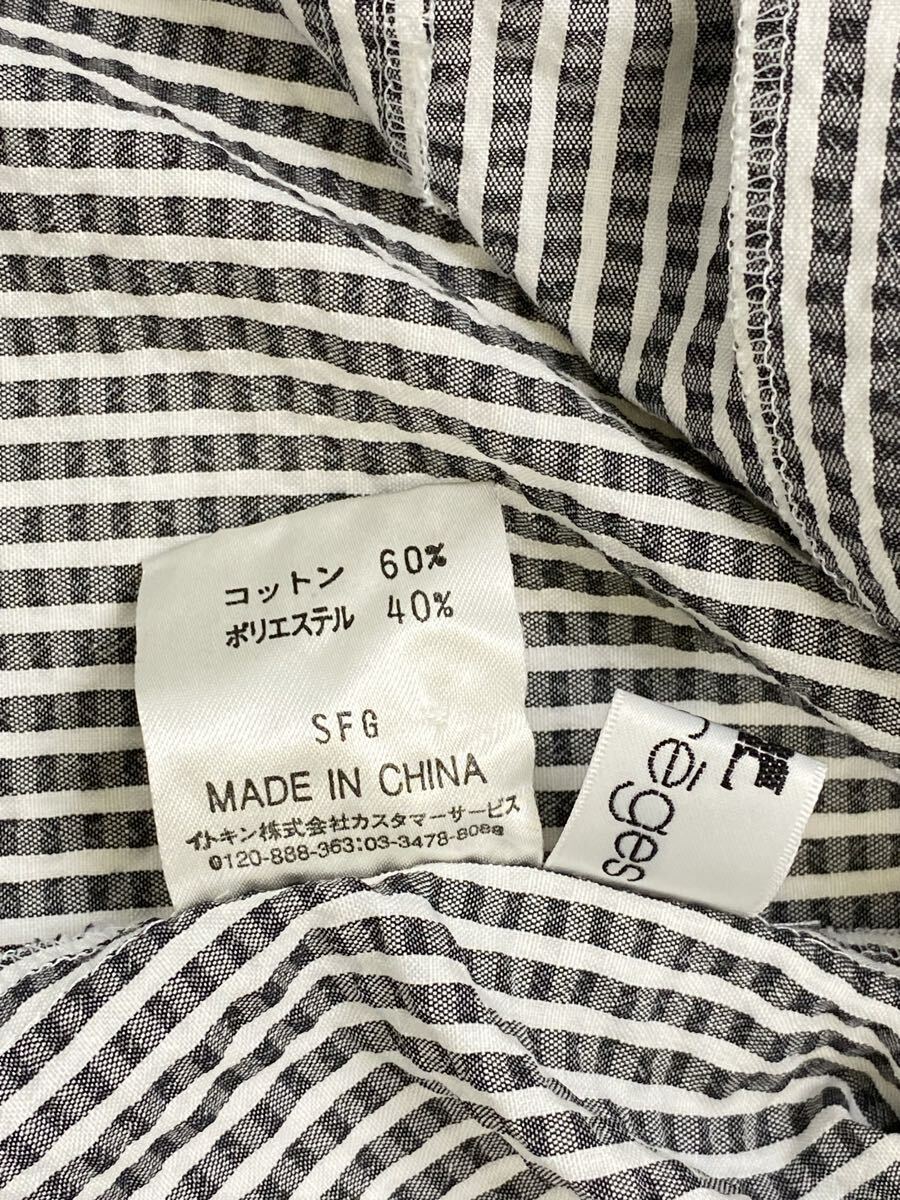 コットン 60%
ポリエステル 40%
SFG
MADE IN CHINA
イトキン株式会社カスタマーサービス
0120-888-363:03-3478-8088
règes